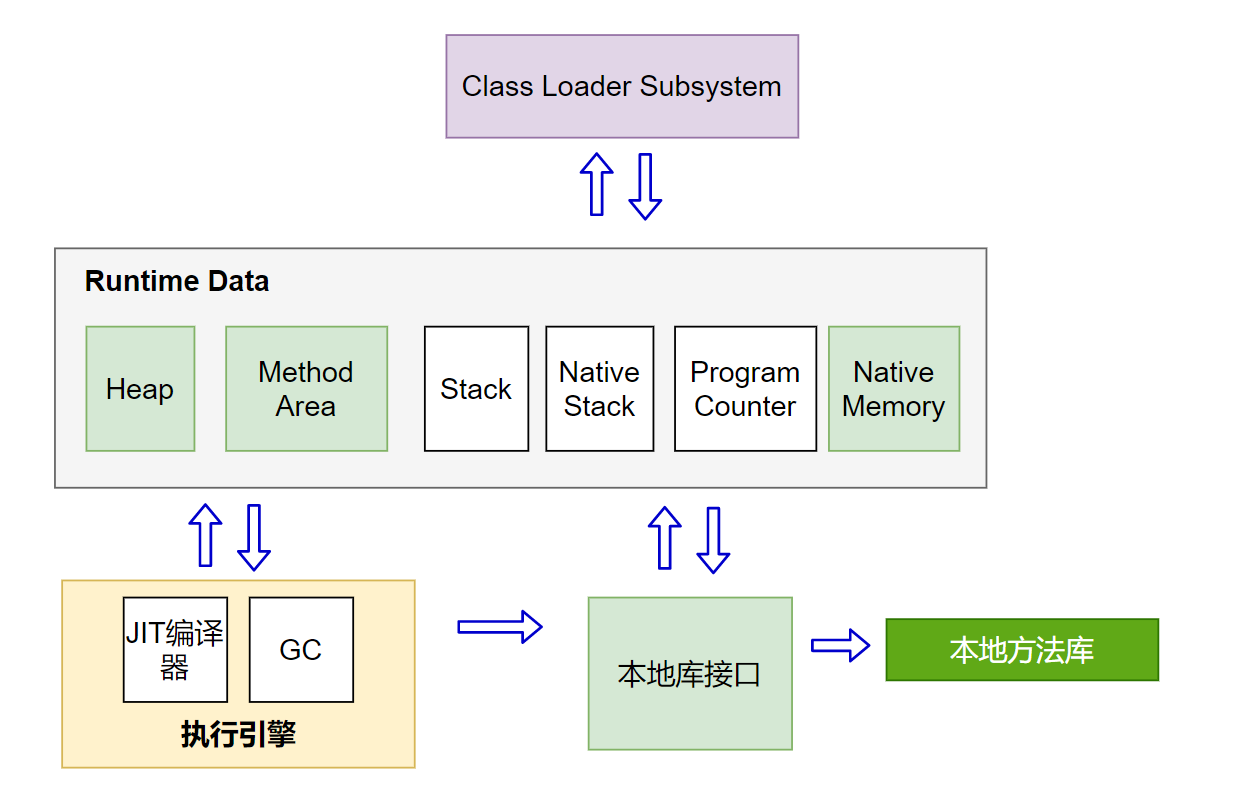 Class Loader Subsystem
Runtime Data
Heap
Method
Area
Stack
Native
Stack
Program
Counter
Native
Memory
JIT编译
器
GC
执行引擎
本地库接口
本地方法库